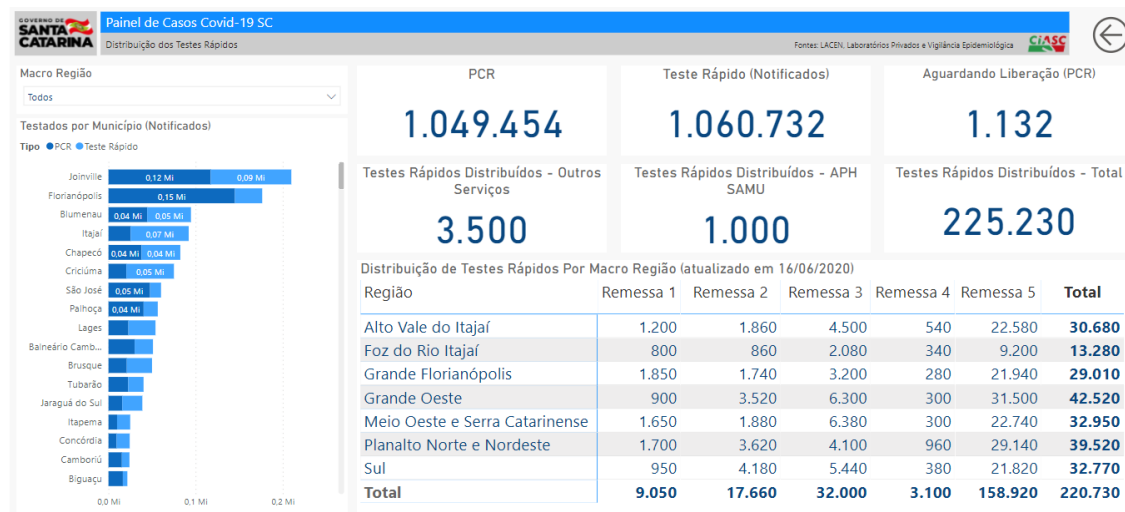 GOVERNO DE
SANTA
CATARINA
Painel de Casos Covid-19 SC
Distribuição dos Testes Rápidos
Fontes: LACEN, Laboratórios Privados e Vigilância Epidemiológica
CIASC
Macro Região
Todos
Testados por Município (Notificados)
Tipo PCR Teste Rápido
Joinville 0,12 Mi 0,09 Mi
Florianópolis 0,15 Mi
Blumenau 0,04 Mi 0,05 Mi
Itajaí 0,07 Mi
Chapecó 0,04 Mi 0,04 Mi
Criciúma 0,05 Mi
São José 0,05 Mi
Palhoça 0,04 Mi
Lages
Balneário Camb...
Brusque
Tubarão
Jaraguá do Sul
Itapema
Concórdia
Camboriú
Biguaçu
0,0 Mi 0,1 Mi 0,2 Mi
PCR
1.049.454
Teste Rápido (Notificados)
1.060.732
Aguardando Liberação (PCR)
1.132
Testes Rápidos Distribuídos - Outros
Serviços
3.500
Testes Rápidos Distribuídos - APH
SAMU
1.000
Testes Rápidos Distribuídos - Total
225.230
Distribuição de Testes Rápidos Por Macro Região (atualizado em 16/06/2020)
Região Remessa 1 Remessa 2 Remessa 3 Remessa 4 Remessa 5 Total
Alto Vale do Itajaí 1.200 1.860 4.500 540 22.580 30.680
Foz do Rio Itajaí 800 860 2.080 340 9.200 13.280
Grande Florianópolis 1.850 1.740 3.200 280 21.940 29.010
Grande Oeste 900 3.520 6.300 300 31.500 42.520
Meio Oeste e Serra Catarinense 1.650 1.880 6.380 300 22.740 32.950
Planalto Norte e Nordeste 1.700 3.620 4.100 960 29.140 39.520
Sul 950 4.180 5.440 380 21.820 32.770
Total 9.050 17.660 32.000 3.100 158.920 220.730